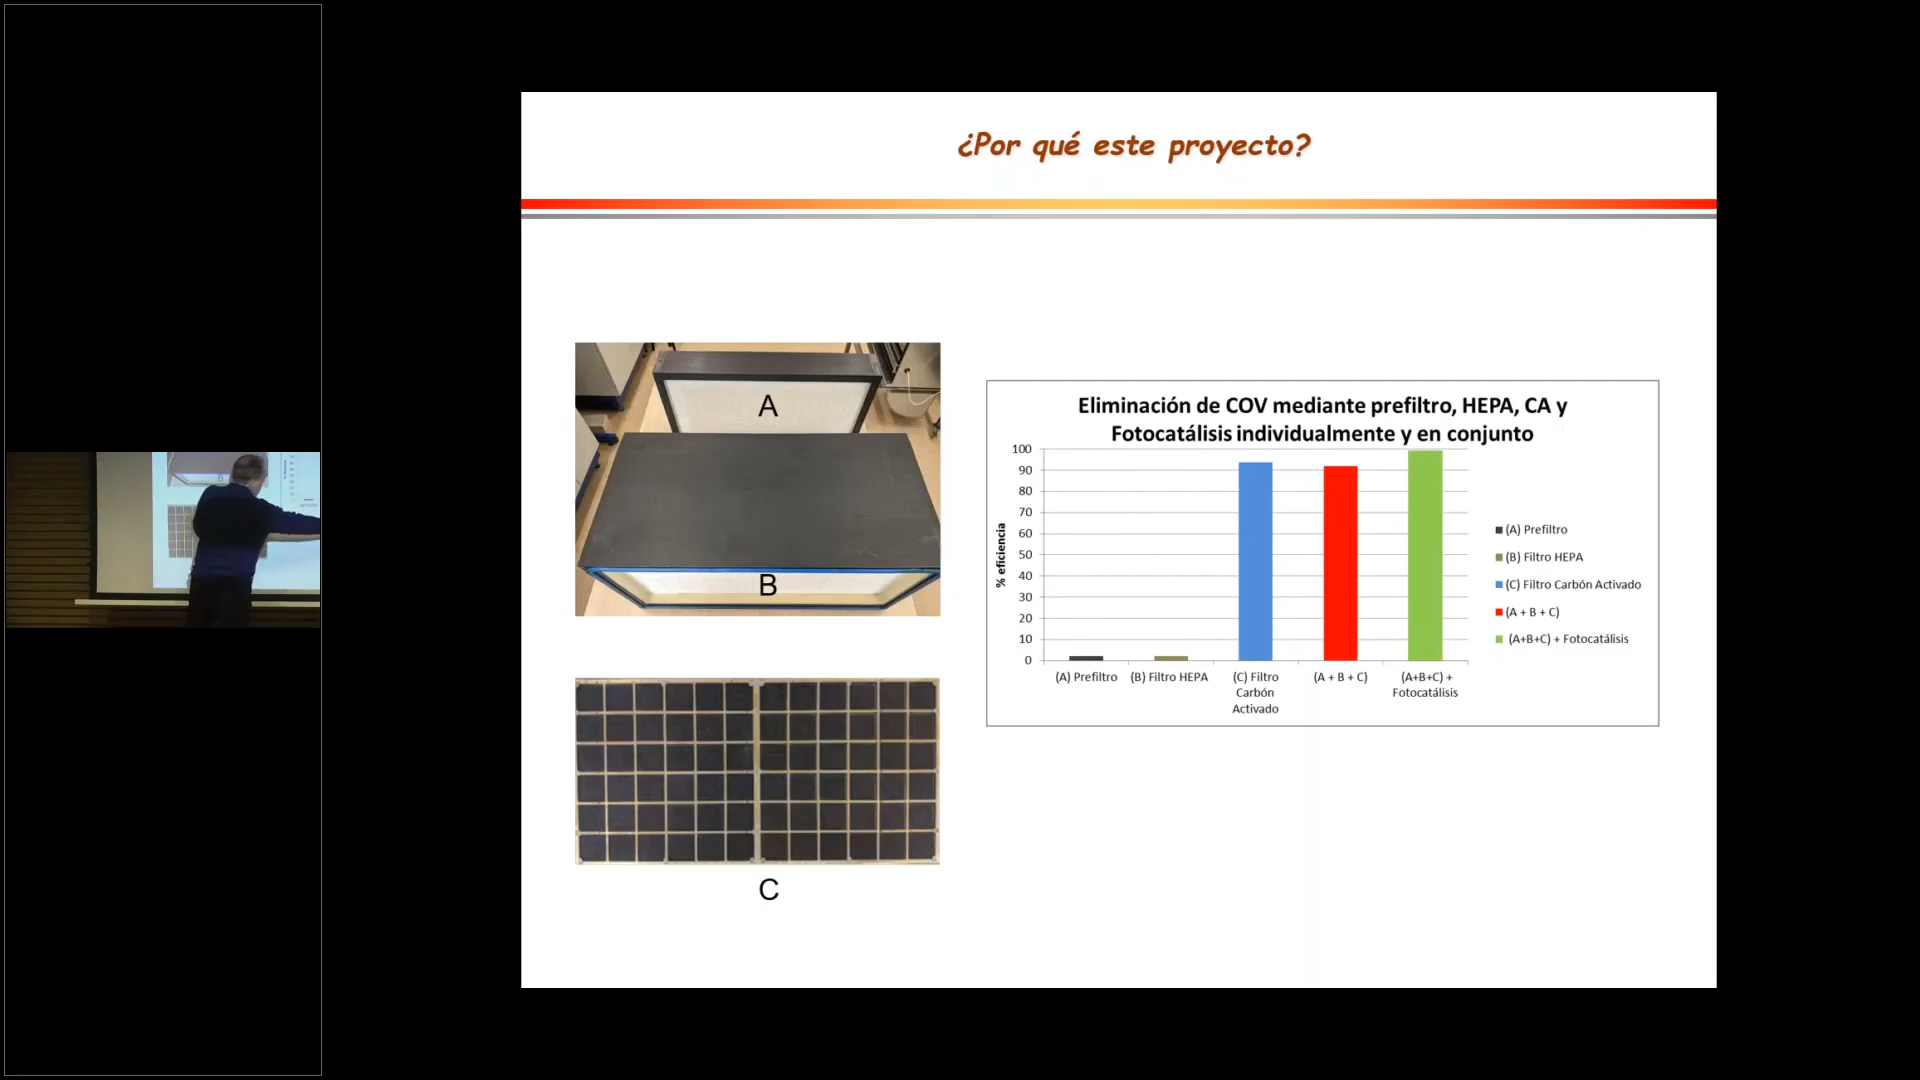 ¿Por qué este proyecto?
A
B
C
Eliminación de COV mediante prefiltro, HEPA, CA y
Fotocatálisis individualmente y en conjunto
% eficiencia
100
90
80
70
60
50
40
30
20
10
0
(A) Prefiltro
(B) Filtro HEPA
(C) Filtro
Carbón
Activado
(A + B + C)
(A+B+C) +
Fotocatálisis
(A) Prefiltro
(B) Filtro HEPA
(C) Filtro Carbón Activado
(A + B + C)
(A+B+C) + Fotocatálisis
B